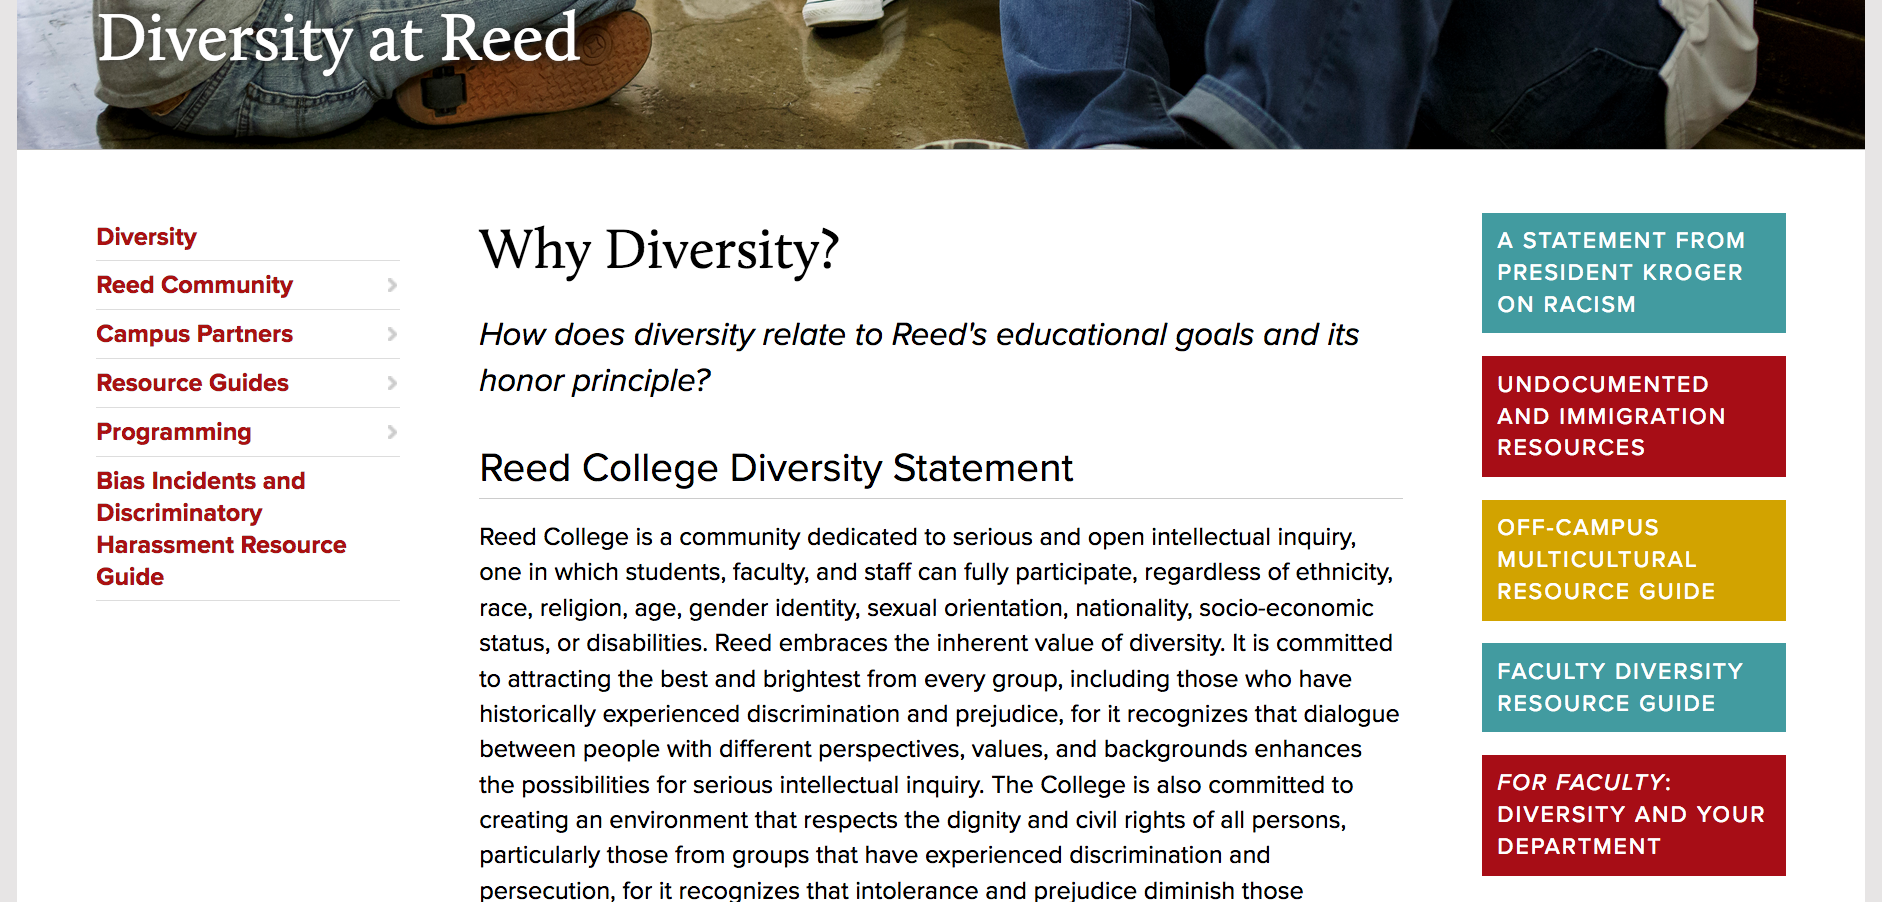 Diversity at Reed
Diversity
Reed Community
Campus Partners
Resource Guides
Programming
Bias Incidents and
Discriminatory
Harassment Resource
Guide
Why Diversity?
How does diversity relate to Reed's educational goals and its
honor principle?
Reed College Diversity Statement
Reed College is a community dedicated to serious and open intellectual inquiry,
one in which students, faculty, and staff can fully participate, regardless of ethnicity,
race, religion, age, gender identity, sexual orientation, nationality, socio-economic
status, or disabilities. Reed embraces the inherent value of diversity. It is committed
to attracting the best and brightest from every group, including those who have
historically experienced discrimination and prejudice, for it recognizes that dialogue
between people with different perspectives, values, and backgrounds enhances
the possibilities for serious intellectual inquiry. The College is also committed to
creating an environment that respects the dignity and civil rights of all persons,
particularly those from groups that have experienced discrimination and
persecution, for it recognizes that intolerance and prejudice diminish those
A STATEMENT FROM
PRESIDENT KROGER
ON RACISM
UNDOCUMENTED
AND IMMIGRATION
RESOURCES
OFF-CAMPUS
MULTICULTURAL
RESOURCE GUIDE
FACULTY DIVERSITY
RESOURCE GUIDE
FOR FACULTY:
DIVERSITY AND YOUR
DEPARTMENT